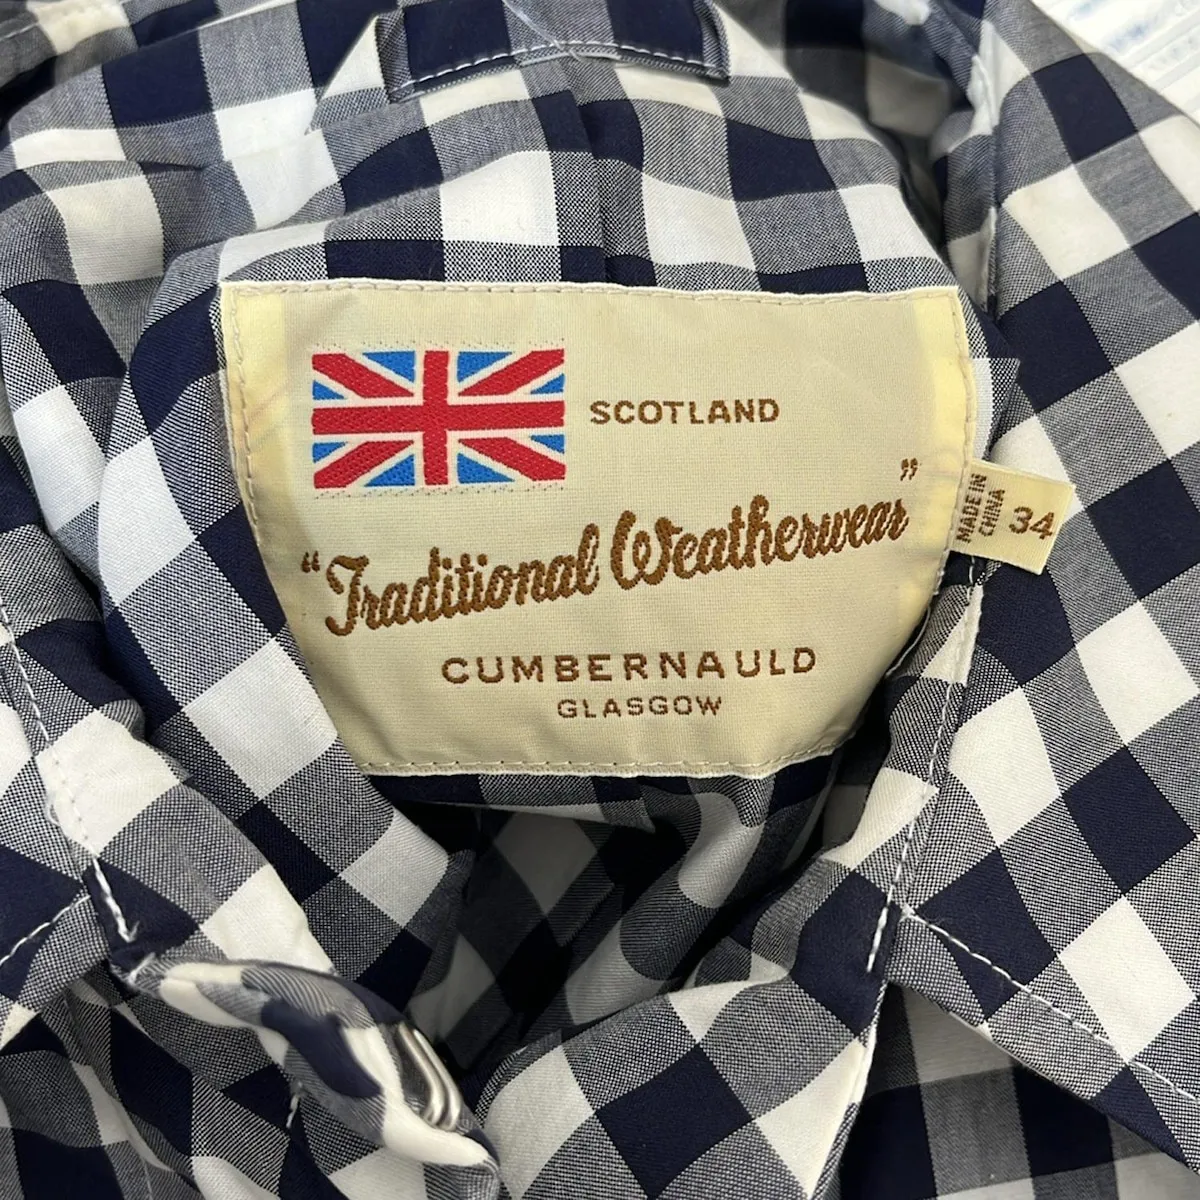 SCOTLAND
“Traditional Weatherwear”
CUMBERNAULD
GLASGOW
MADE IN
CHINA
34